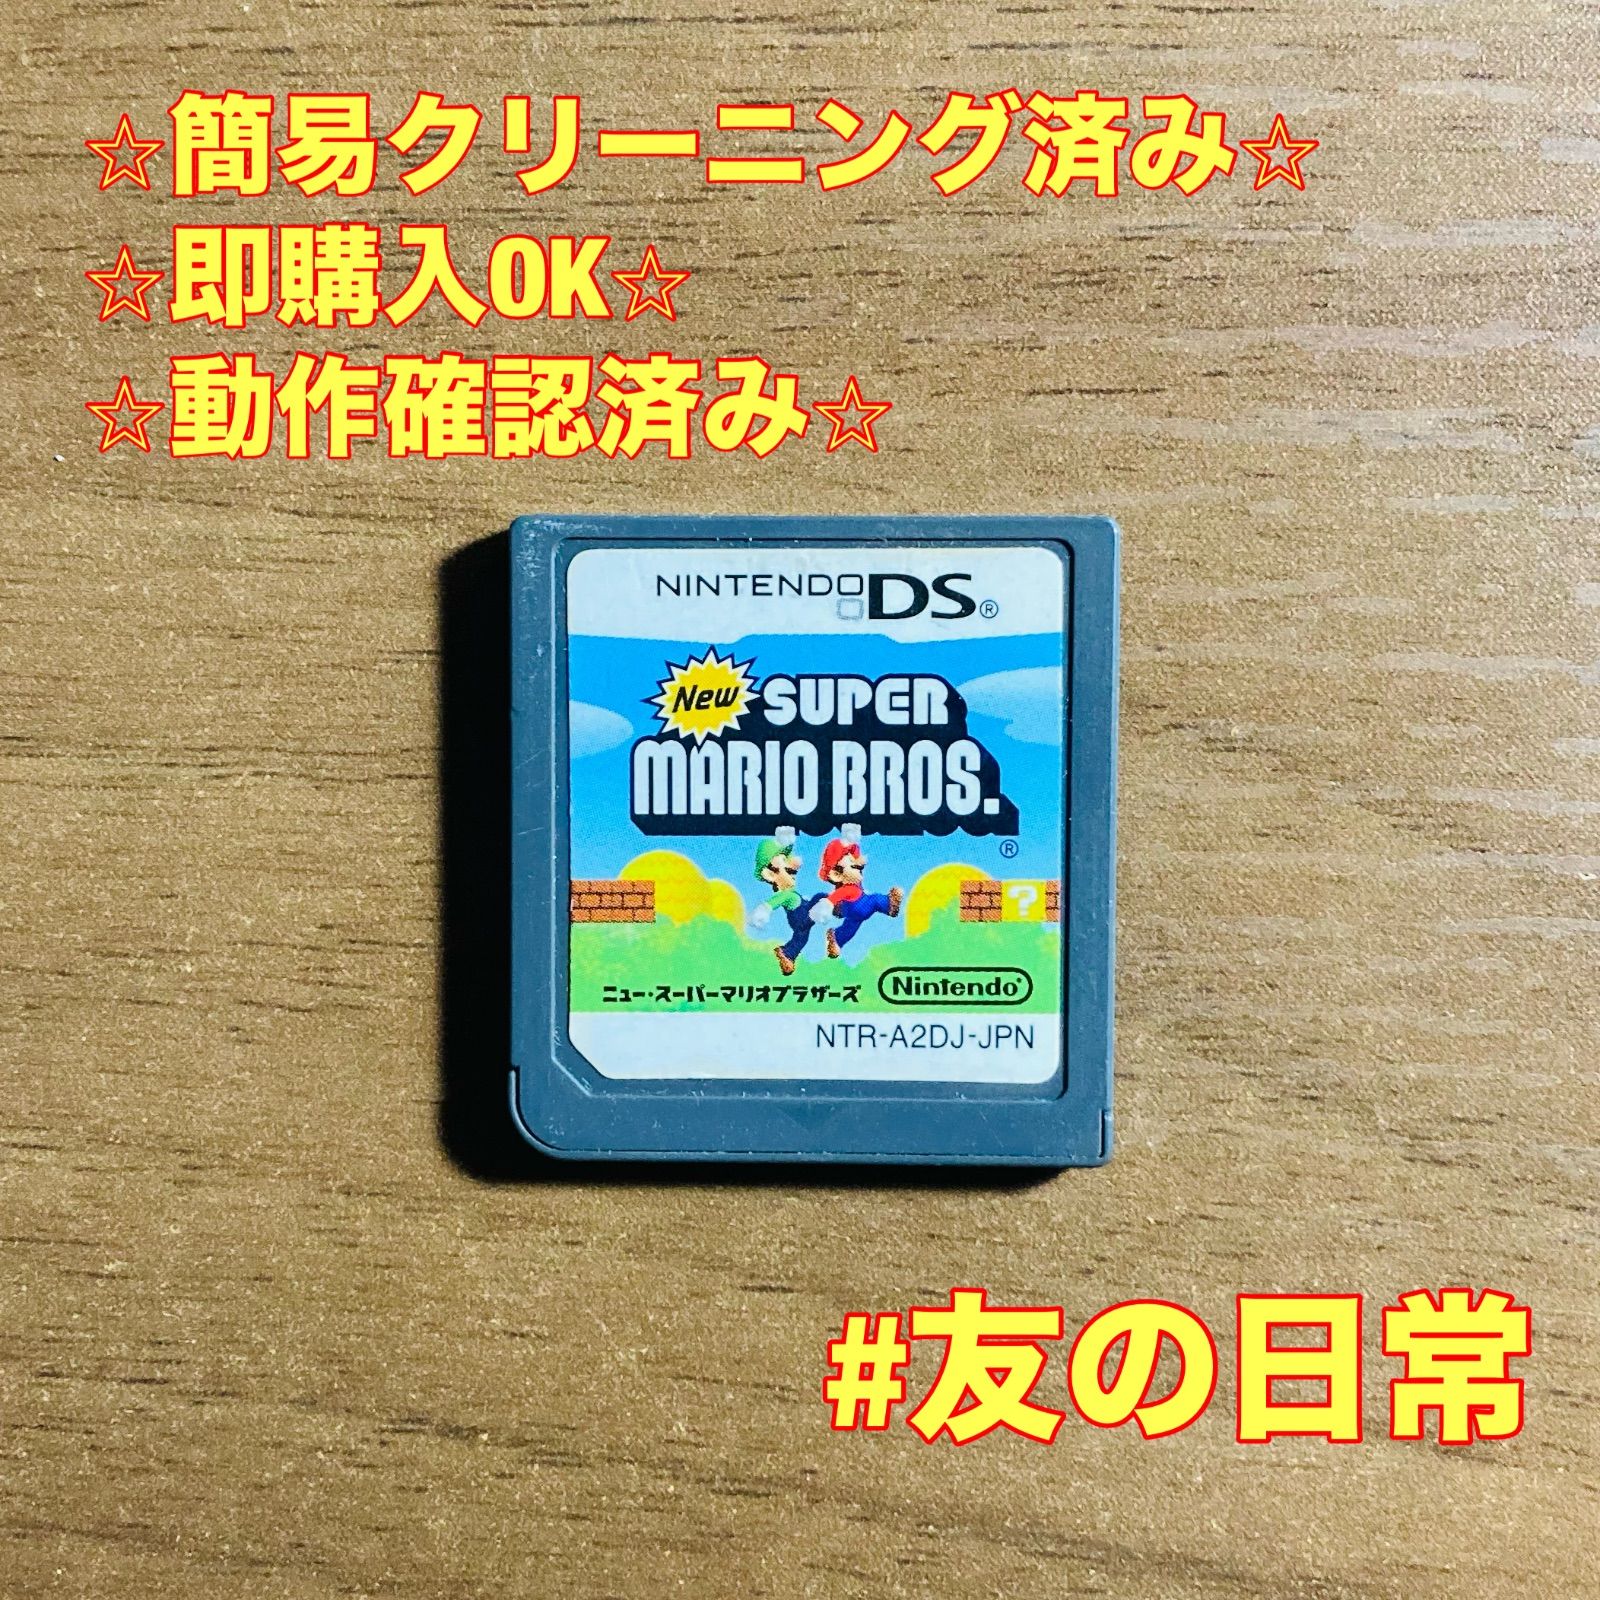 ☆簡易クリーニング済み☆
☆即購入OK☆
☆動作確認済み☆
NINTENDO DS®
New SUPER
MARIO BROS.
®
?
ニュー・スーパーマリオブラザーズ
Nintendo®
NTR-A2DJ-JPN
#友の日常